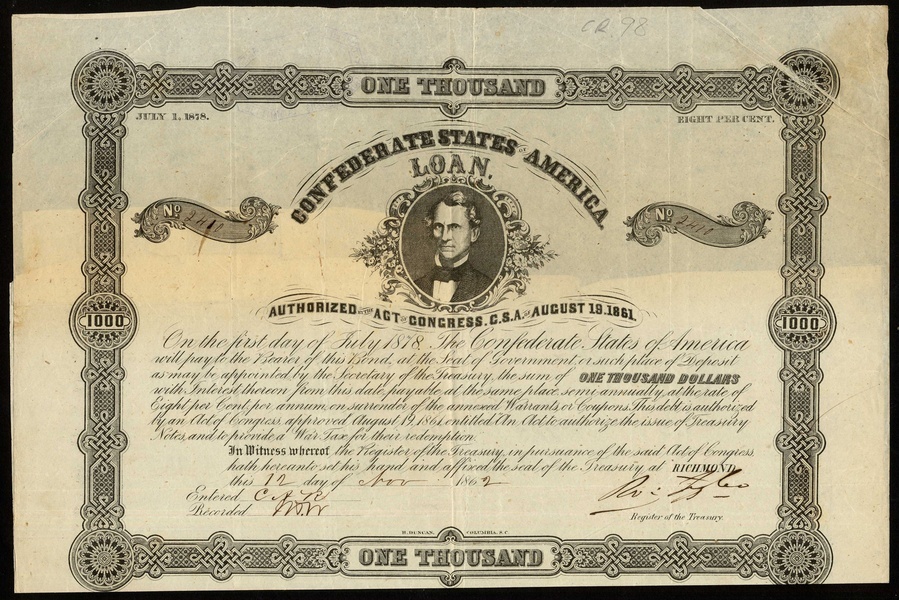 CR 98
ONE THOUSAND
JULY 1, 1878.
EIGHT PER CENT.
CONFEDERATE STATES OF AMERICA
LOAN,
No 2400
No 2400
AUTHORIZED BY THE ACT OF CONGRESS. C.S.A. OF AUGUST 19.1861.
1000
1000
On the first day of July 1878. The Confederate States of America
will pay to the Bearer of this Bond, at the Seat of Government, or such place of Deposit
as may be appointed by the Secretary of the Treasury, the sum of ONE THOUSAND DOLLARS
with Interest thereon from this date, payable at the same place semi-annually, at the rate of
Eight per Cent, per annum, on surrender of the annexed Warrants, or Coupons. This debt is authorized
by an Act of Congress, approved August 19, 1861, entitled An Act to authorize the issue of Treasury
Notes, and to provide a War Tax for their redemption.
In Witness whereof the Register of the Treasury, in pursuance of the said Act of Congress,
hath hereunto set his hand, and affixed the seal of the Treasury at RICHMOND
this 12 day of Nov 1862
Entered
Recorded
Register of the Treasury.
H. DUNCAN, COLUMBIA, S.C.
ONE THOUSAND